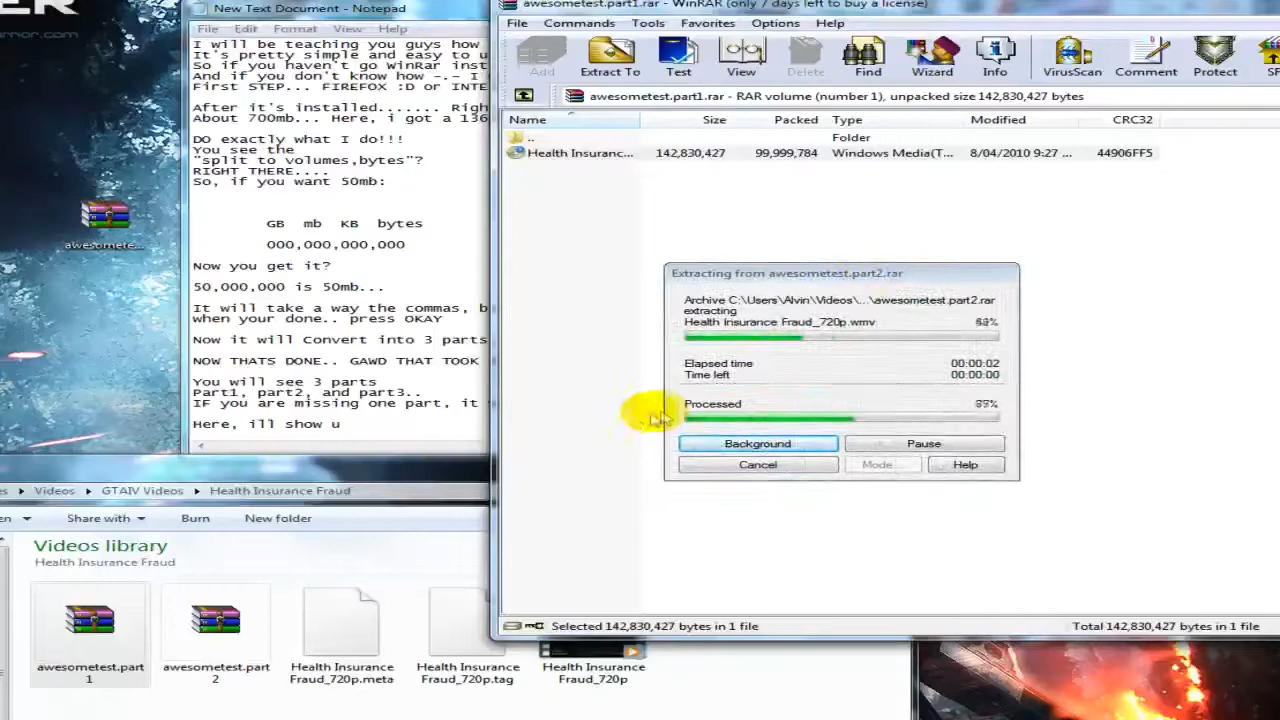 ER
New Text Document - Notepad
File Edit Format View Help
I will be teaching you guys how
It's pretty simple and easy to u
So if you haven't go winRar inst
And if you don't know how -.- I
First STEP... FIREFOX :D or INTE
After it's installed....... Righ
About 700mb... Here, i got a 136
DO exactly what I do!!!
You see the
"split to volumes,bytes"?
RIGHT THERE....
So, if you want 50mb:
GB mb KB bytes
000,000,000,000
Now you get it?
50,000,000 is 50mb...
It will take a way the commas, b
when your done.. press OKAY
Now it will Convert into 3 parts
NOW THATS DONE.. GAWD THAT TOOK
You will see 3 parts
Part1, part2, and part3..
IF you are missing one part, it
Here, ill show u
awesomete...
awesometest.part1.rar - WinRAR (only 7 days left to buy a license)
File Commands Tools Favorites Options Help
Add Extract To Test View Delete Find Wizard Info VirusScan Comment Protect SF
awesometest.part1.rar - RAR volume (number 1), unpacked size 142,830,427 bytes
Name Size Packed Type Modified CRC32
.. Folder
Health Insuranc... 142,830,427 99,999,784 Windows Media(T... 8/04/2010 9:27 ... 44906FF5
Extracting from awesometest.part2.rar
Archive C:\Users\Alvin\Videos\...\awesometest.part2.rar
extracting
Health Insurance Fraud_720p.wmv
Elapsed time 00:00:02
Time left 00:00:00
Processed
Background Pause
Cancel Mode Help
Selected 142,830,427 bytes in 1 file Total 142,830,427 bytes in 1 file
Videos GTAIV Videos Health Insurance Fraud
Share with Burn New folder
Videos library
Health Insurance Fraud
awesometest.part
1
awesometest.part
2
Health Insurance
Fraud_720p.meta
Health Insurance
Fraud_720p.tag
Health Insurance
Fraud_720p